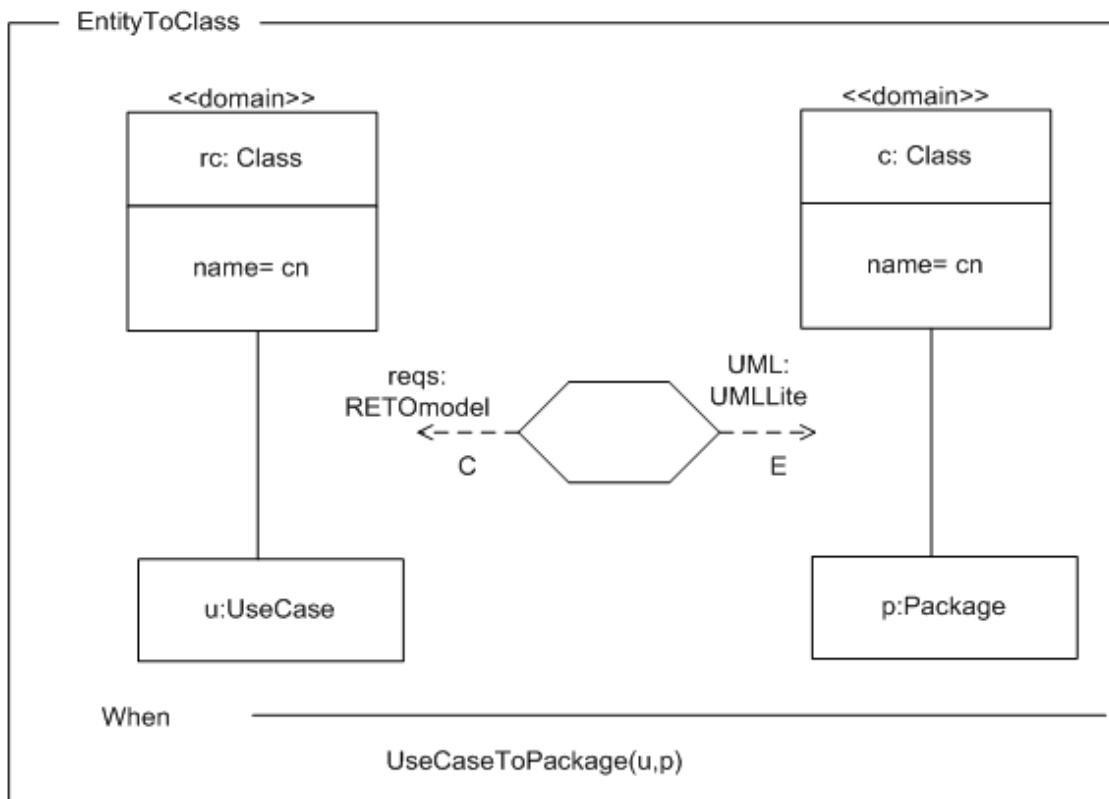 EntityToClass
<<domain>>
<<domain>>
rc: Class
c: Class
name= cn
name= cn
reqs:
RETOmodel
UML:
UMLLite
C
E
u:UseCase
p:Package
When
UseCaseToPackage(u,p)